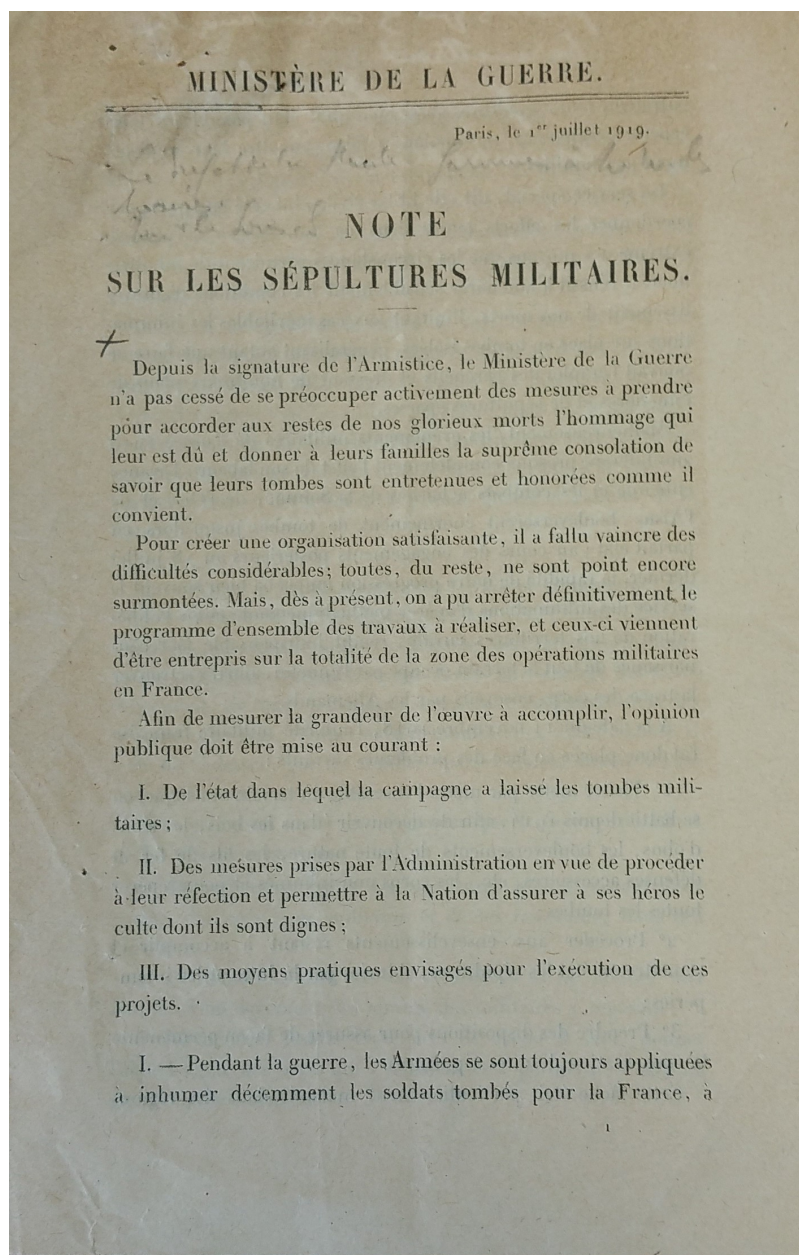 MINISTÈRE DE LA GUERRE.
Paris, le 1er juillet 1919.
NOTE
SUR LES SÉPULTURES MILITAIRES.
Depuis la signature de l'Armistice, le Ministère de la Guerre
n'a pas cessé de se préoccuper activement des mesures à prendre
pour accorder aux restes de nos glorieux morts l'hommage qui
leur est dû et donner à leurs familles la suprême consolation de
savoir que leurs tombes sont entretenues et honorées comme il
convient.
Pour créer une organisation satisfaisante, il a fallu vaincre des
difficultés considérables; toutes, du reste, ne sont point encore
surmontées. Mais, dès à présent, on a pu arrêter définitivement le
programme d'ensemble des travaux à réaliser, et ceux-ci viennent
d'être entrepris sur la totalité de la zone des opérations militaires
en France.
Afin de mesurer la grandeur de l'œuvre à accomplir, l'opinion
publique doit être mise au courant :
I. De l'état dans lequel la campagne a laissé les tombes mili-
taires;
II. Des mesures prises par l'Administration en vue de procéder
à leur réfection et permettre à la Nation d'assurer à ses héros le
culte dont ils sont dignes;
III. Des moyens pratiques envisagés pour l'exécution de ces
projets.
I. — Pendant la guerre, les Armées se sont toujours appliquées
à inhumer décemment les soldats tombés pour la France, à
1